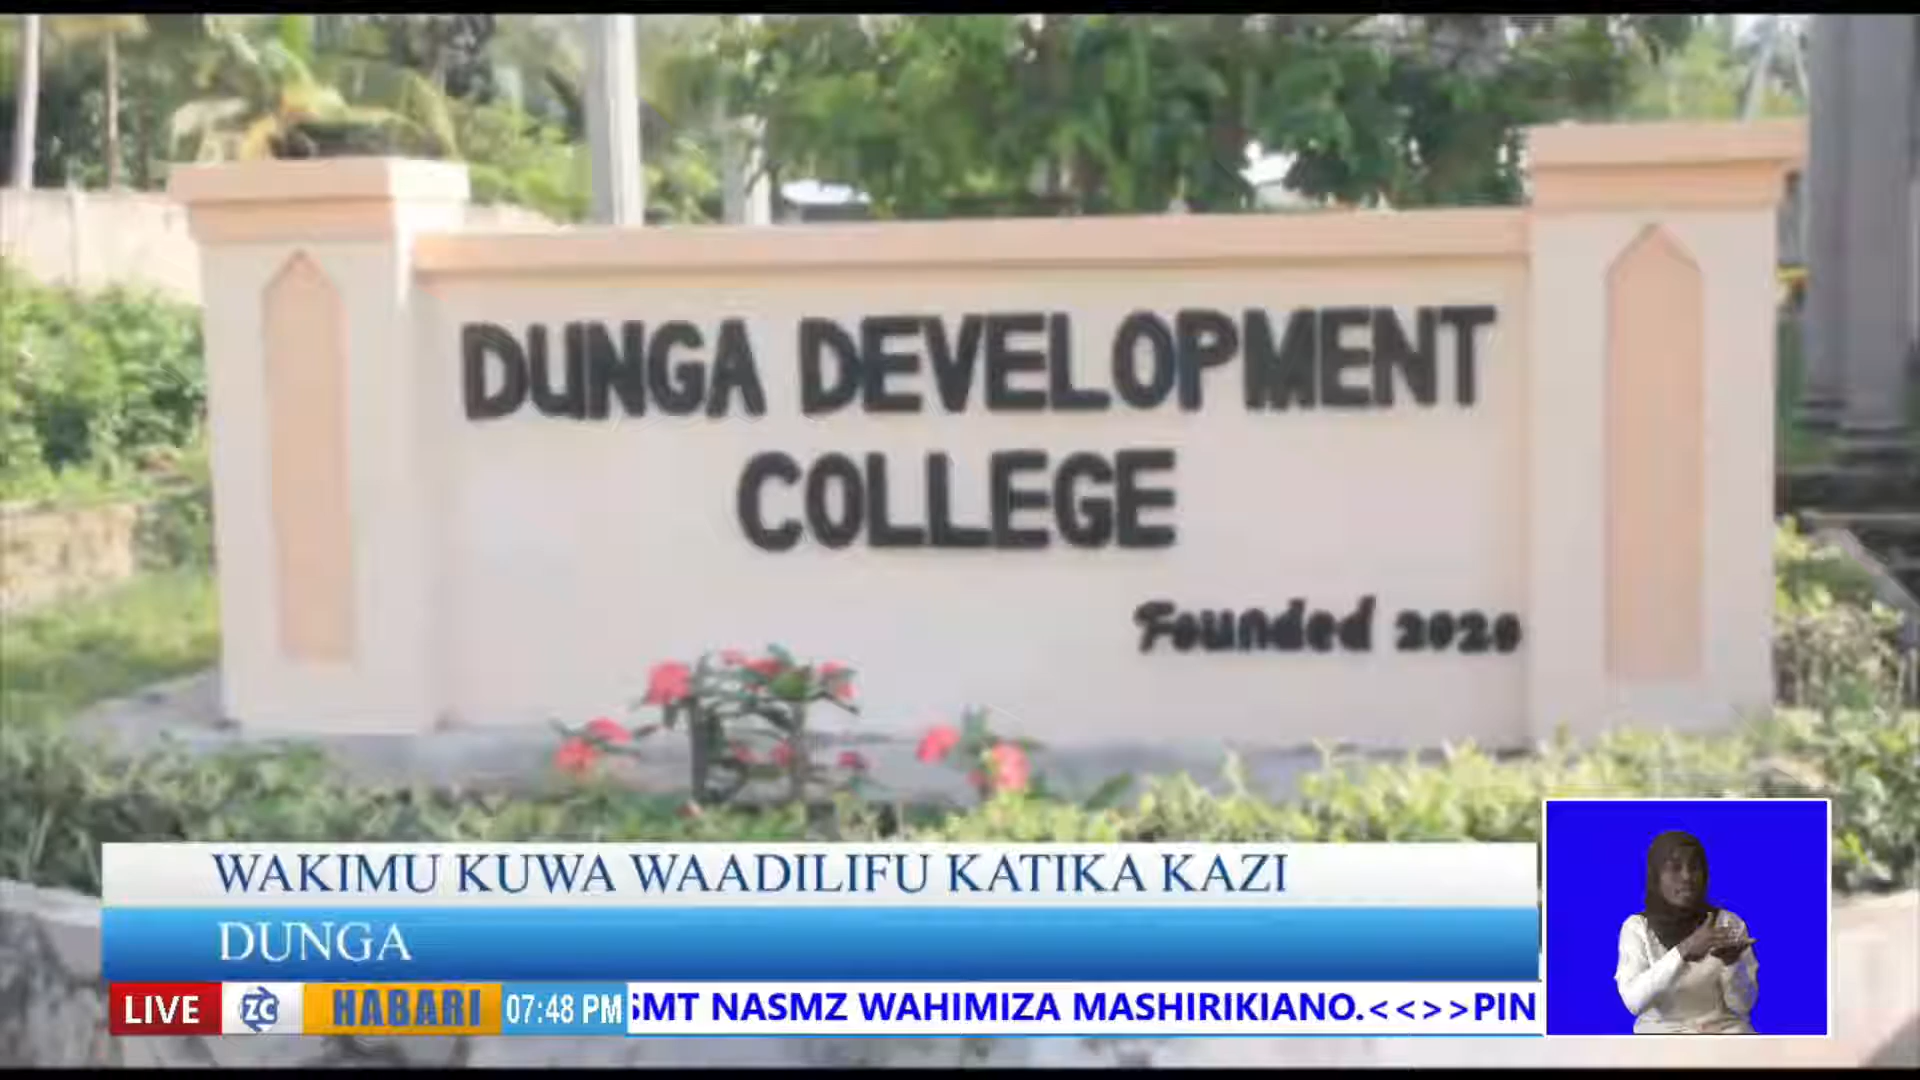 DUNGA DEVELOPMENT
COLLEGE
Founded 2020
WAKIMU KUWA WAADILIFU KATIKA KAZI
DUNGA
LIVE ZC HABARI 07:48 PM SMT NASMZ WAHIMIZA MASHIRIKIANO.<<>>PIN